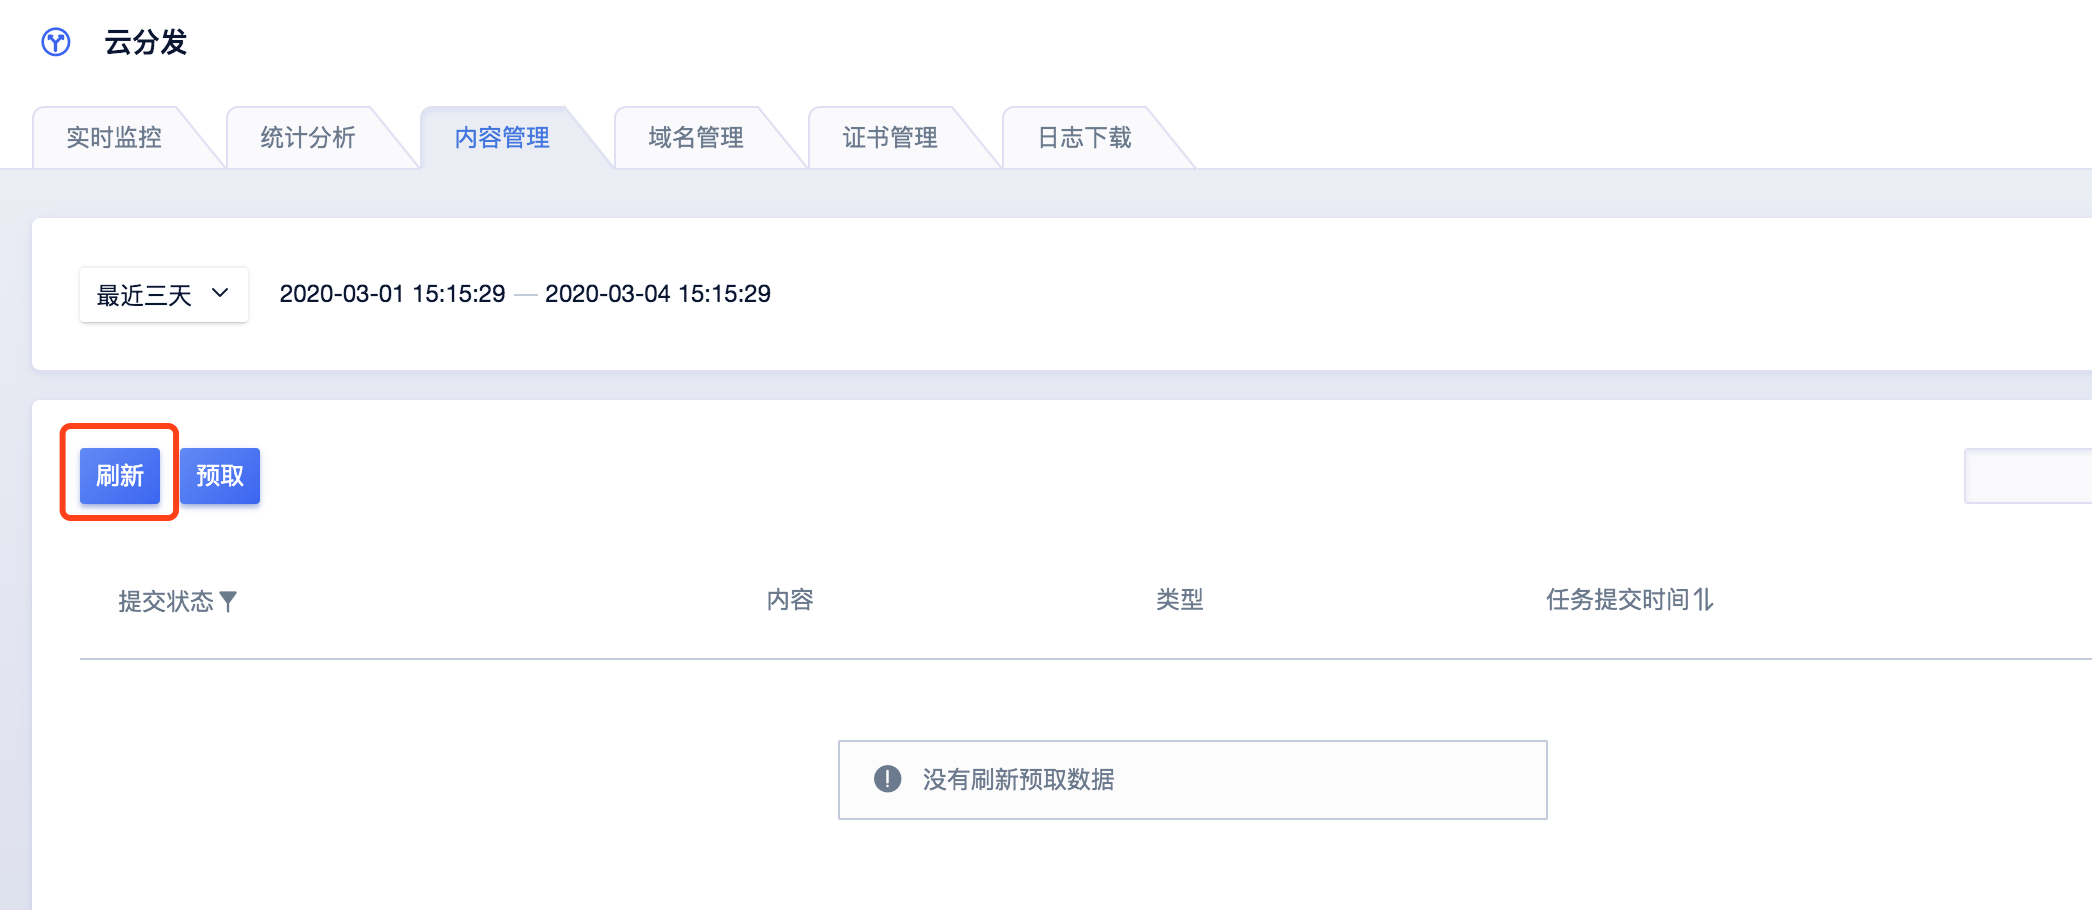 云分发
实时监控 统计分析 内容管理 域名管理 证书管理 日志下载
最近三天 2020-03-01 15:15:29 — 2020-03-04 15:15:29
刷新 预取
提交状态 内容 类型 任务提交时间
没有刷新预取数据